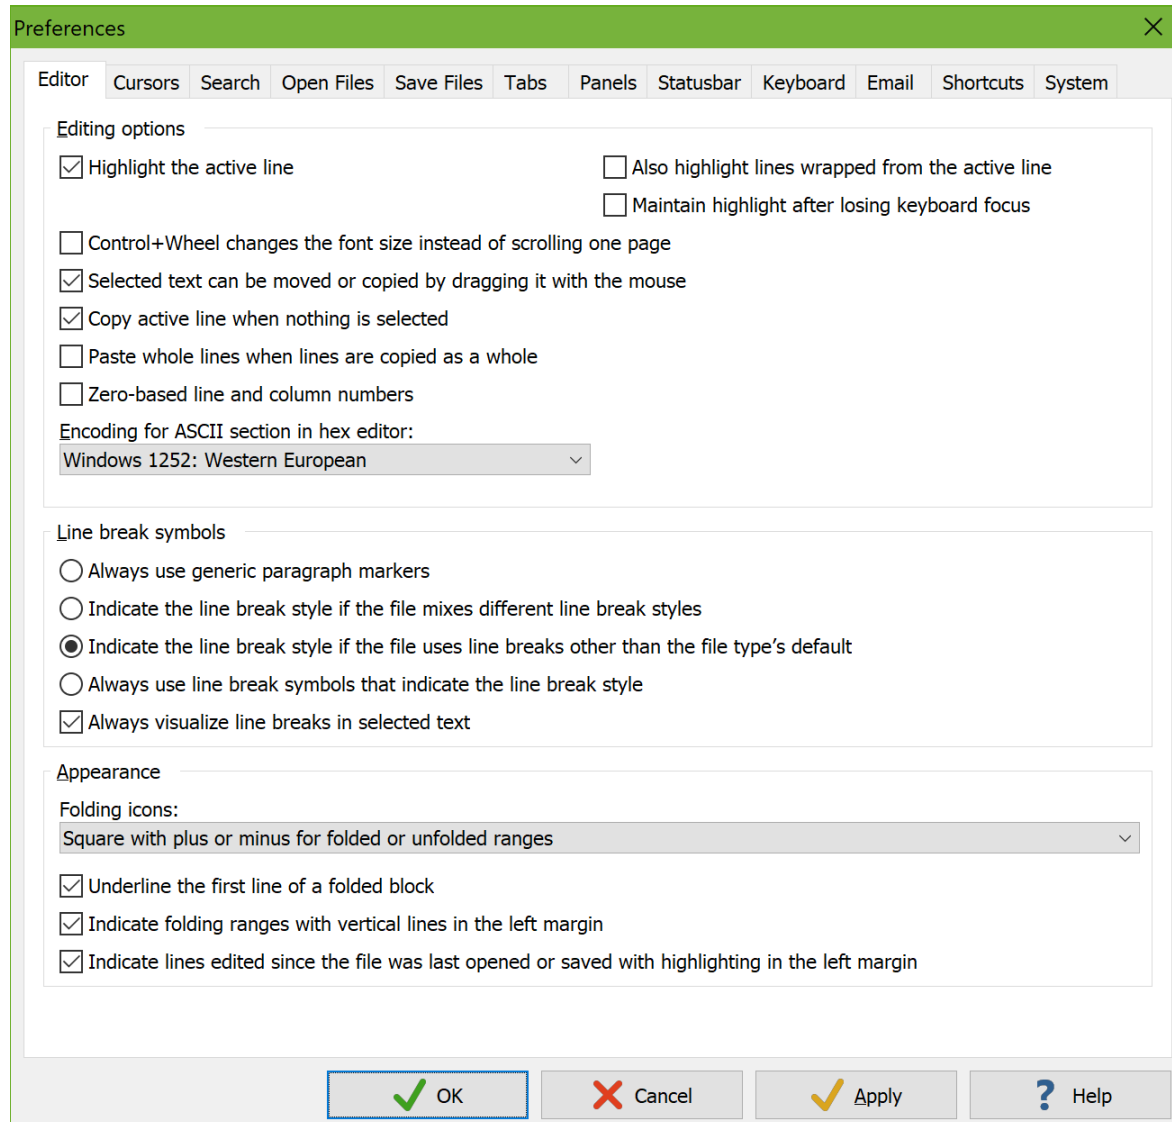 Preferences
Editor Cursors Search Open Files Save Files Tabs Panels Statusbar Keyboard Email Shortcuts System
Editing options
Highlight the active line
Also highlight lines wrapped from the active line
Maintain highlight after losing keyboard focus
Control+Wheel changes the font size instead of scrolling one page
Selected text can be moved or copied by dragging it with the mouse
Copy active line when nothing is selected
Paste whole lines when lines are copied as a whole
Zero-based line and column numbers
Encoding for ASCII section in hex editor:
Windows 1252: Western European
Line break symbols
Always use generic paragraph markers
Indicate the line break style if the file mixes different line break styles
Indicate the line break style if the file uses line breaks other than the file type’s default
Always use line break symbols that indicate the line break style
Always visualize line breaks in selected text
Appearance
Folding icons:
Square with plus or minus for folded or unfolded ranges
Underline the first line of a folded block
Indicate folding ranges with vertical lines in the left margin
Indicate lines edited since the file was last opened or saved with highlighting in the left margin
OK Cancel Apply Help